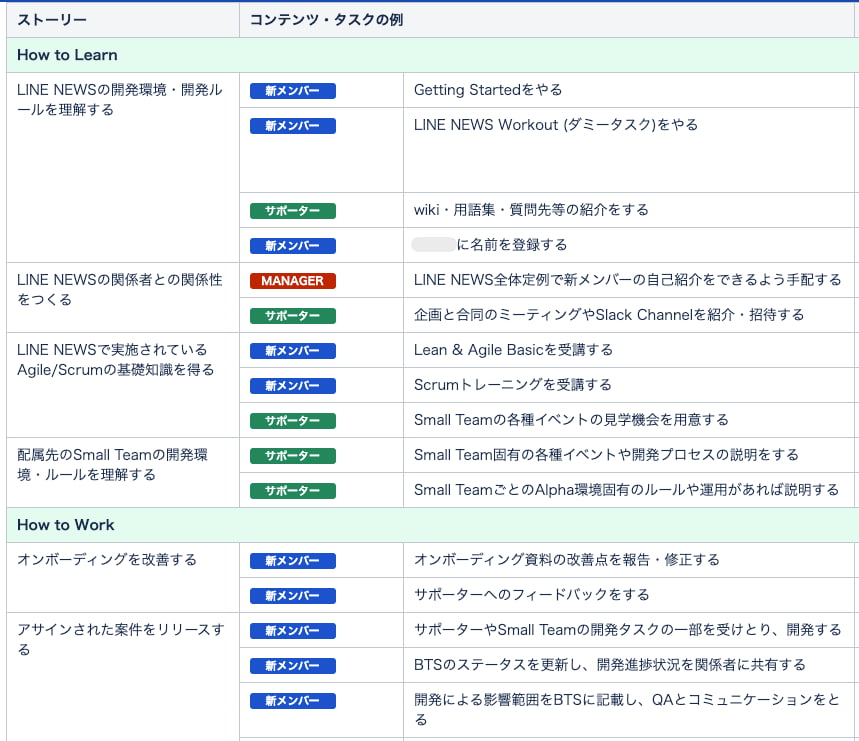 ストーリー
コンテンツ・タスクの例
How to Learn
LINE NEWSの開発環境・開発ル
ールを理解する
新メンバー
Getting Startedをやる
新メンバー
LINE NEWS Workout (ダミータスク)をやる
サポーター
wiki・用語集・質問先等の紹介をする
新メンバー
に名前を登録する
LINE NEWSの関係者との関係性
をつくる
MANAGER
LINE NEWS全体定例で新メンバーの自己紹介をできるよう手配する
サポーター
企画と合同のミーティングやSlack Channelを紹介・招待する
LINE NEWSで実施されている
Agile/Scrumの基礎知識を得る
新メンバー
Lean & Agile Basicを受講する
新メンバー
Scrumトレーニングを受講する
サポーター
Small Teamの各種イベントの見学機会を用意する
配属先のSmall Teamの開発環
境・ルールを理解する
サポーター
Small Team固有の各種イベントや開発プロセスの説明をする
サポーター
Small TeamごとのAlpha環境固有のルールや運用があれば説明する
How to Work
オンボーディングを改善する
新メンバー
オンボーディング資料の改善点を報告・修正する
新メンバー
サポーターへのフィードバックをする
アサインされた案件をリリースす
る
新メンバー
サポーターやSmall Teamの開発タスクの一部を受けとり、開発する
新メンバー
BTSのステータスを更新し、開発進捗状況を関係者に共有する
新メンバー
開発による影響範囲をBTSに記載し、QAとコミュニケーションをと
る